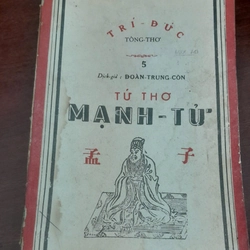 TRÍ-ĐỨC
TÒNG-THƠ
5
Dịch-giả : ĐOÀN-TRUNG-CÒN
TỨ THƠ
MẠNH-TỬ
孟子